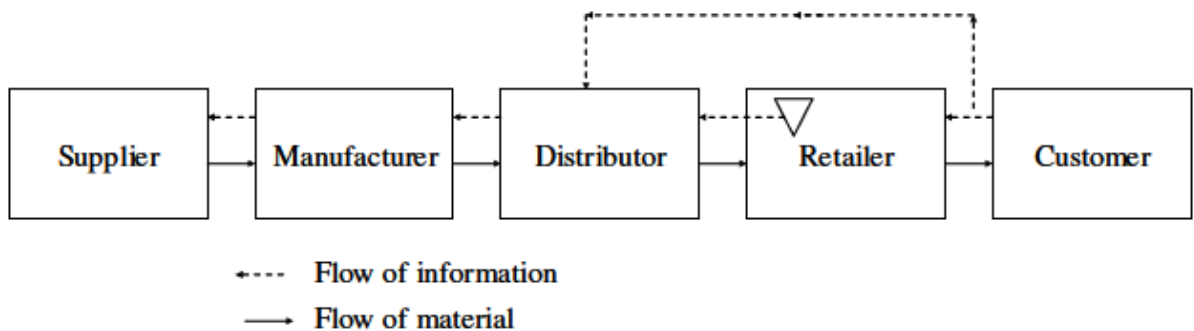 Supplier
Manufacturer
Distributor
Retailer
Customer
Flow of information
Flow of material